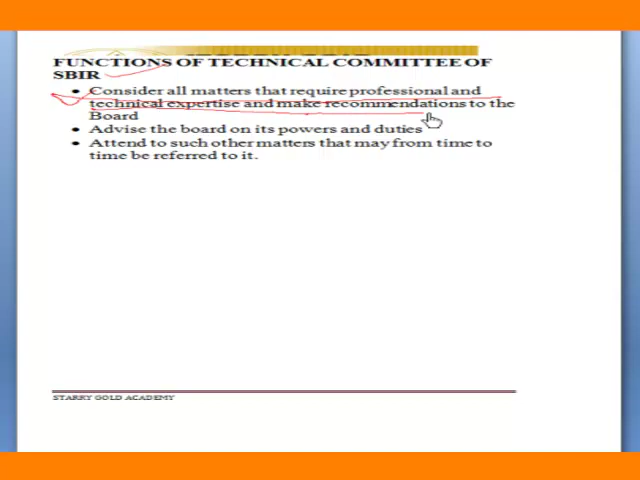 FUNCTIONS OF TECHNICAL COMMITTEE OF
SBIR
• Consider all matters that require professional and
technical expertise and make recommendations to the
Board
• Advise the board on its powers and duties
• Attend to such other matters that may from time to
time be referred to it.
STARRY GOLD ACADEMY